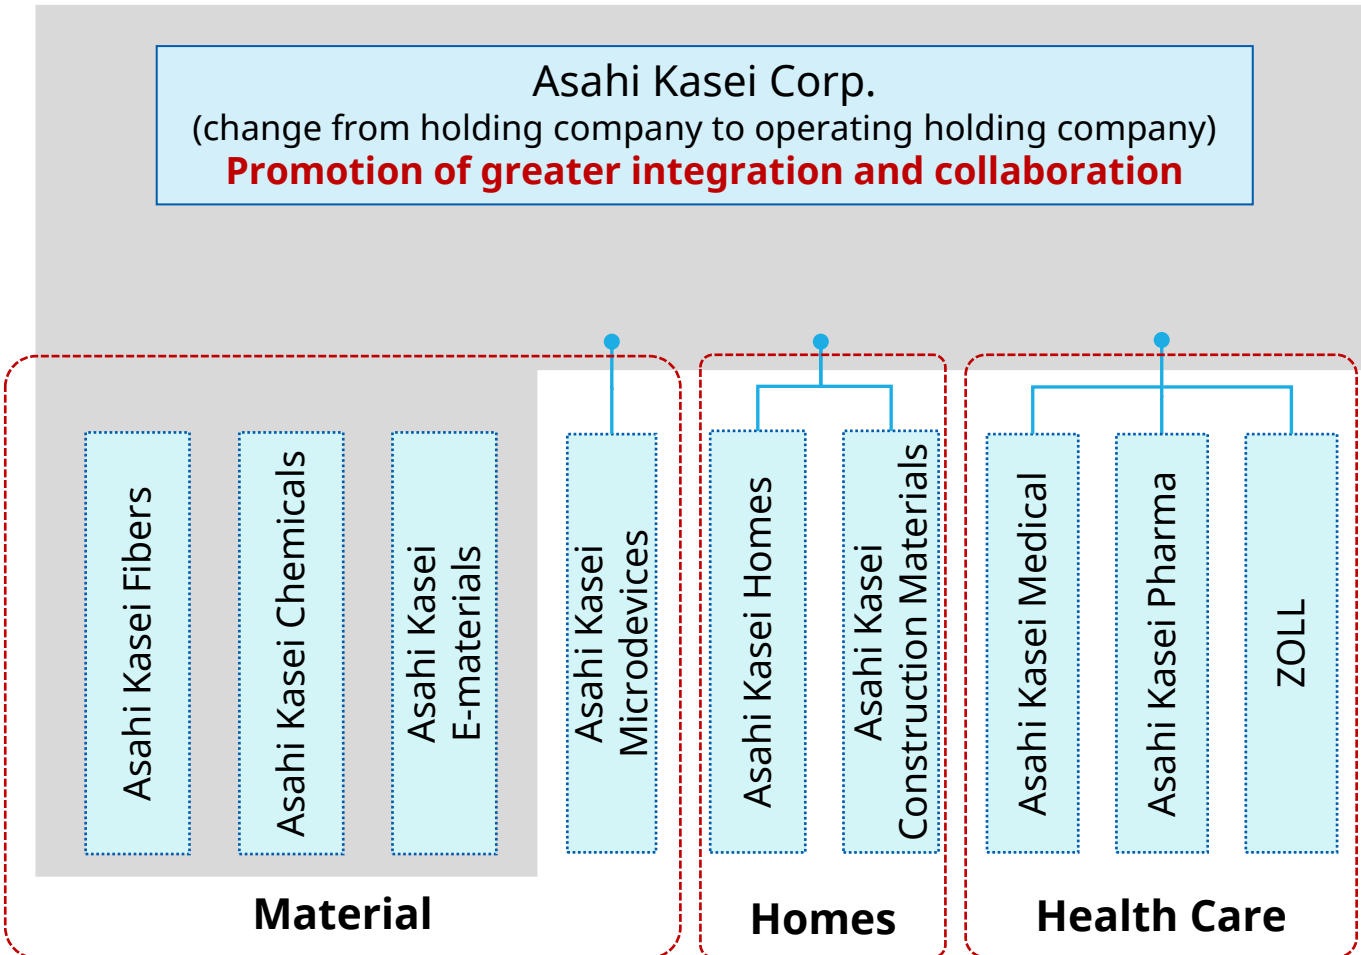 Asahi Kasei Corp.
(change from holding company to operating holding company)
Promotion of greater integration and collaboration
Asahi Kasei Fibers
Asahi Kasei Chemicals
Asahi Kasei
E-materials
Asahi Kasei
Microdevices
Asahi Kasei Homes
Asahi Kasei
Construction Materials
Asahi Kasei Medical
Asahi Kasei Pharma
ZOLL
Material
Homes
Health Care